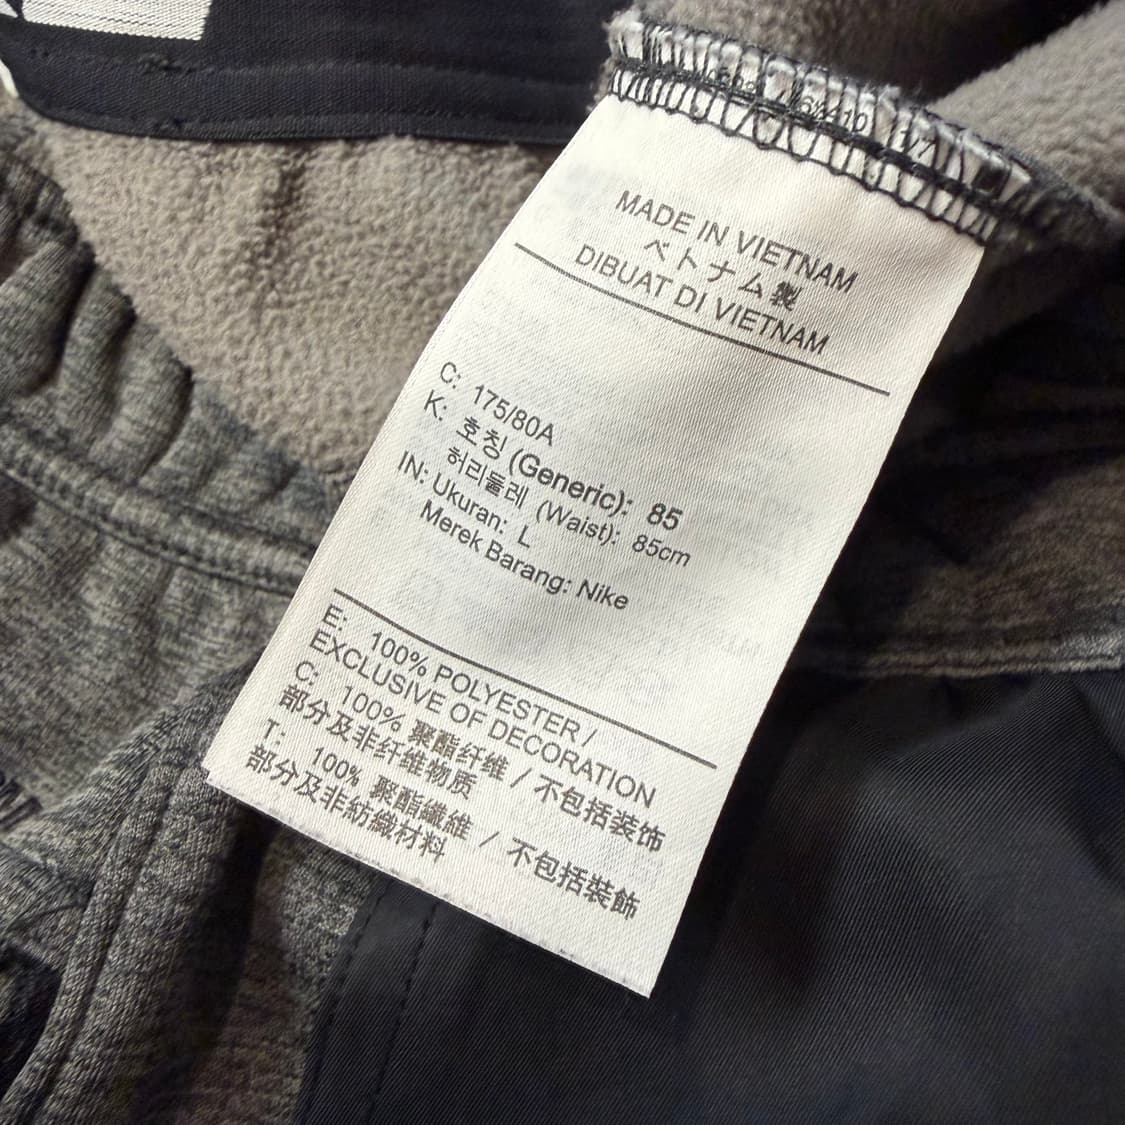 MADE IN VIETNAM
ベトナム製
DIBUAT DI VIETNAM
C: 175/80A
K: 호칭 (Generic): 85
허리둘레 (Waist): 85cm
IN: Ukuran: L
Merek Barang: Nike
E: 100% POLYESTER /
EXCLUSIVE OF DECORATION
C: 100% 聚酯纤维 / 不包括装饰
部分及非纤维物质
T: 100% 聚酯纖維 / 不包括裝飾
部分及非紡織材料